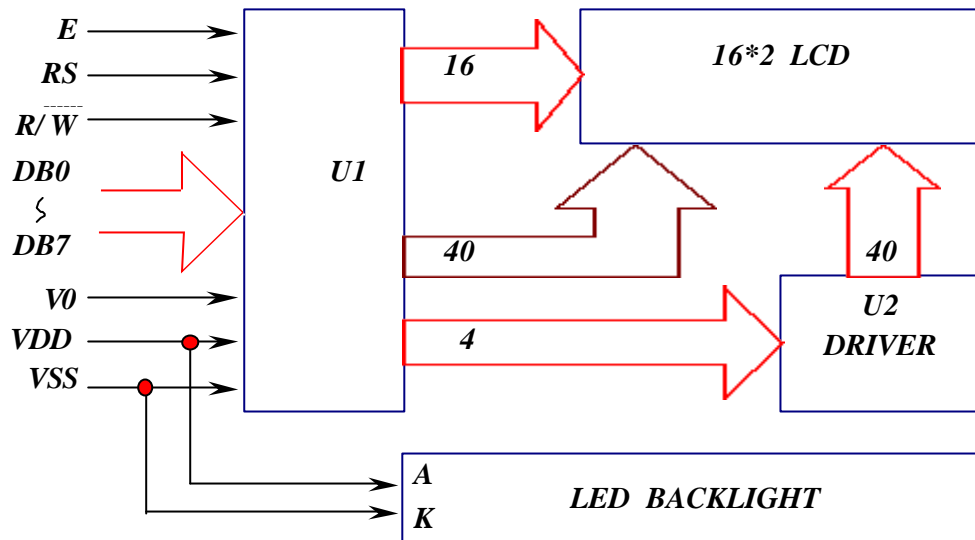 E
RS
R/W̅
DB0
DB7
V0
VDD
VSS
U1
16
40
4
16*2 LCD
40
U2
DRIVER
A
K
LED BACKLIGHT